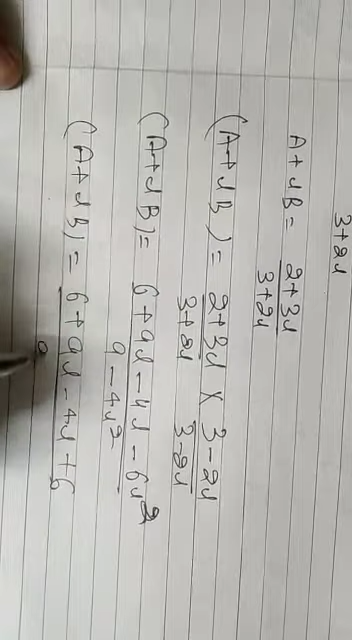 3+2i
A+iB = 2+3i / 3+2i
(A+iB) = 2+3i / 3+2i × 3-2i / 3-2i
(A+iB) = 6+9i-4i-6i² / 9-4i²
(A+iB) = 6+9i-4i+6 / 9